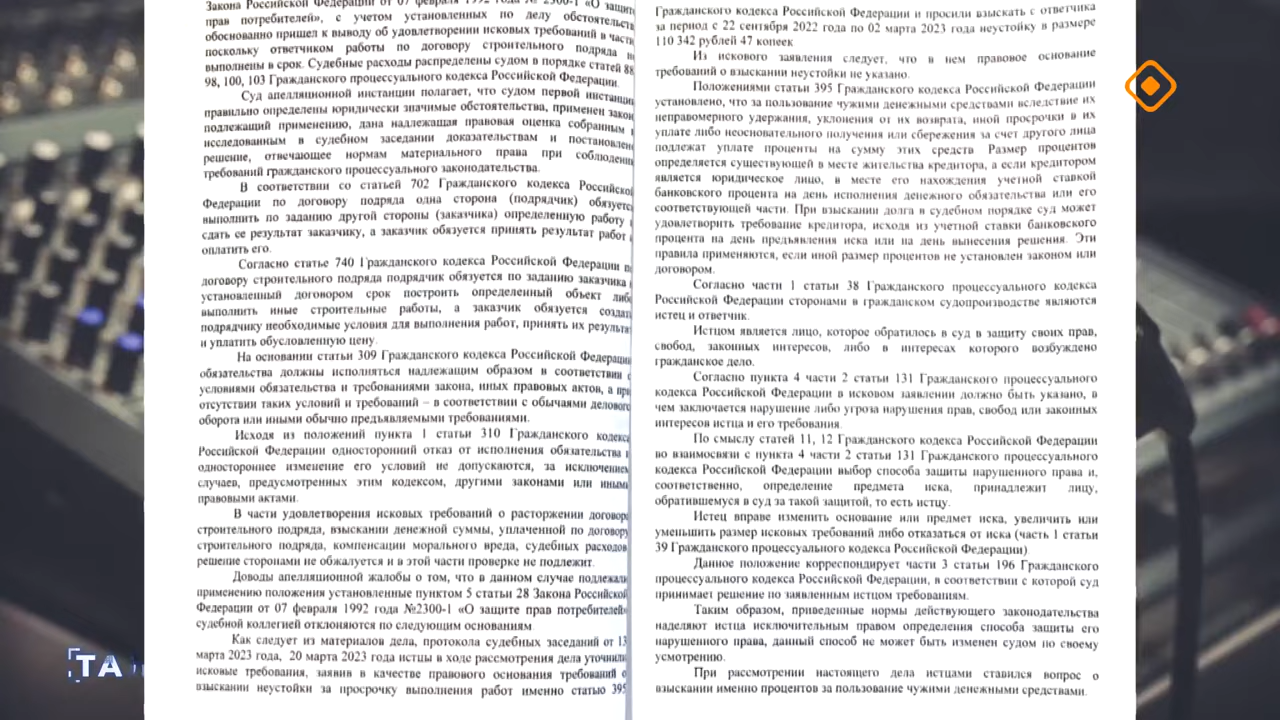 Закона Российской Федерации от 07 февраля 1992 года № 2300-1 «О защите
прав потребителей», с учетом установленных по делу обстоятельств
обоснованно пришел к выводу об удовлетворении исковых требований в части
поскольку ответчиком работы по договору строительного подряда не
выполнены в срок. Судебные расходы распределены судом в порядке статей 88
98, 100, 103 Гражданского процессуального кодекса Российской Федерации.
Суд апелляционной инстанции полагает, что судом первой инстанции
правильно определены юридически значимые обстоятельства, применен закон
подлежащий применению, дана надлежащая правовая оценка собранным
исследованным в судебном заседании доказательствам и постановлено
решение, отвечающее нормам материального права при соблюдении
требований гражданского процессуального законодательства.
В соответствии со статьей 702 Гражданского кодекса Российской
Федерации по договору подряда одна сторона (подрядчик) обязуется
выполнить по заданию другой стороны (заказчика) определенную работу
сдать ее результат заказчику, а заказчик обязуется принять результат работ
оплатить его.
Согласно статье 740 Гражданского кодекса Российской Федерации по
договору строительного подряда подрядчик обязуется по заданию заказчика
установленный договором срок построить определенный объект либо
выполнить иные строительные работы, а заказчик обязуется создать
подрядчику необходимые условия для выполнения работ, принять их результат
и уплатить обусловленную цену.
На основании статьи 309 Гражданского кодекса Российской Федерации
обязательства должны исполняться надлежащим образом в соответствии с
условиями обязательства и требованиями закона, иных правовых актов, а при
отсутствии таких условий и требований – в соответствии с обычаями делового
оборота или иными обычно предъявляемыми требованиями.
Исходя из положений пункта 1 статьи 310 Гражданского кодекса
Российской Федерации односторонний отказ от исполнения обязательства и
одностороннее изменение его условий не допускаются, за исключением
случаев, предусмотренных этим кодексом, другими законами или иными
правовыми актами.
В части удовлетворения исковых требований о расторжении договора
строительного подряда, взыскании денежной суммы, уплаченной по договору
строительного подряда, компенсации морального вреда, судебных расходов
решение сторонами не обжалуется и в этой части проверке не подлежит.
Доводы апелляционной жалобы о том, что в данном случае подлежали
применению положения установленные пунктом 5 статьи 28 Закона Российской
Федерации от 07 февраля 1992 года №2300-1 «О защите прав потребителей»
судебной коллегией отклоняются по следующим основаниям.
Как следует из материалов дела, протокола судебных заседаний от 13
марта 2023 года, 20 марта 2023 года истцы в ходе рассмотрения дела уточнили
исковые требования, заявив в качестве правового основания требований о
взыскании неустойки за просрочку выполнения работ именно статью 395
Гражданского кодекса Российской Федерации и просили взыскать с ответчика
за период с 22 сентября 2022 года по 02 марта 2023 года неустойку в размере
110 342 рублей 47 копеек
Из искового заявления следует, что в нем правовое основание
требований о взыскании неустойки не указано.
Положениями статьи 395 Гражданского кодекса Российской Федерации
установлено, что за пользование чужими денежными средствами вследствие их
неправомерного удержания, уклонения от их возврата, иной просрочки в их
уплате либо неосновательного получения или сбережения за счет другого лица
подлежат уплате проценты на сумму этих средств Размер процентов
определяется существующей в месте жительства кредитора, а если кредитором
является юридическое лицо, в месте его нахождения учетной ставкой
банковского процента на день исполнения денежного обязательства или его
соответствующей части. При взыскании долга в судебном порядке суд может
удовлетворить требование кредитора, исходя из учетной ставки банковского
процента на день предъявления иска или на день вынесения решения. Эти
правила применяются, если иной размер процентов не установлен законом или
договором.
Согласно части 1 статьи 38 Гражданского процессуального кодекса
Российской Федерации сторонами в гражданском судопроизводстве являются
истец и ответчик.
Истцом является лицо, которое обратилось в суд в защиту своих прав,
свобод, законных интересов, либо в интересах которого возбуждено
гражданское дело.
Согласно пункта 4 части 2 статьи 131 Гражданского процессуального
кодекса Российской Федерации в исковом заявлении должно быть указано, в
чем заключается нарушение либо угроза нарушения прав, свобод или законных
интересов истца и его требования.
По смыслу статей 11, 12 Гражданского кодекса Российской Федерации
во взаимосвязи с пункта 4 части 2 статьи 131 Гражданского процессуального
кодекса Российской Федерации выбор способа защиты нарушенного права и,
соответственно, определение предмета иска, принадлежит лицу,
обратившемуся в суд за такой защитой, то есть истцу.
Истец вправе изменить основание или предмет иска, увеличить или
уменьшить размер исковых требований либо отказаться от иска (часть 1 статьи
39 Гражданского процессуального кодекса Российской Федерации)
Данное положение корреспондирует части 3 статьи 196 Гражданского
процессуального кодекса Российской Федерации, в соответствии с которой суд
принимает решение по заявленным истцом требованиям.
Таким образом, приведенные нормы действующего законодательства
наделяют истца исключительным правом определения способа защиты его
нарушенного права, данный способ не может быть изменен судом по своему
усмотрению.
При рассмотрении настоящего дела истцами ставился вопрос о
взыскании именно процентов за пользование чужими денежными средствами.
ТА